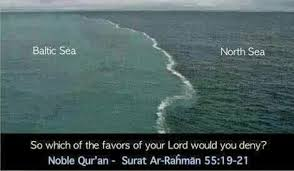 Baltic Sea
North Sea
So which of the favors of your Lord would you deny?
Noble Qur'an - Surat Ar-Raĥmān 55:19-21